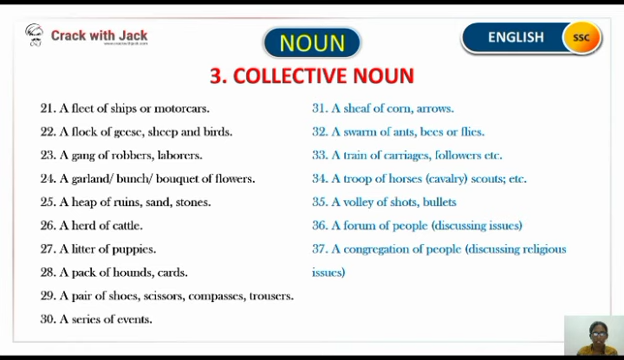 Crack with Jack
NOUN
ENGLISH
SSC
3. COLLECTIVE NOUN
21. A fleet of ships or motorcars.
22. A flock of geese, sheep and birds.
23. A gang of robbers, laborers.
24. A garland/ bunch/ bouquet of flowers.
25. A heap of ruins, sand, stones.
26. A herd of cattle.
27. A litter of puppies.
28. A pack of hounds, cards.
29. A pair of shoes, scissors, compasses, trousers.
30. A series of events.
31. A sheaf of corn, arrows.
32. A swarm of ants, bees or flies.
33. A train of carriages, followers etc.
34. A troop of horses (cavalry) scouts; etc.
35. A volley of shots, bullets
36. A forum of people (discussing issues)
37. A congregation of people (discussing religious
issues)